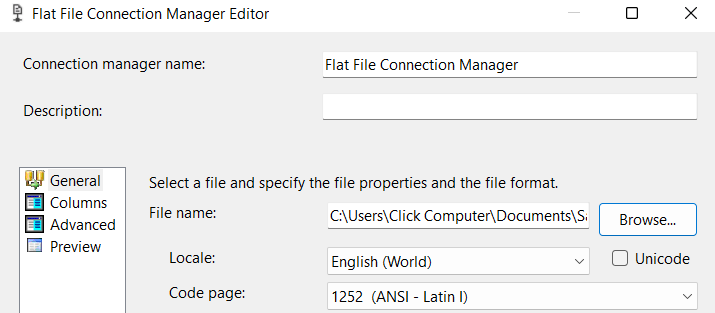 Flat File Connection Manager Editor
Connection manager name:
Flat File Connection Manager
Description:
General
Columns
Advanced
Preview
Select a file and specify the file properties and the file format.
File name:
C:\Users\Click Computer\Documents\S
Browse...
Locale:
English (World)
Unicode
Code page:
1252 (ANSI - Latin I)